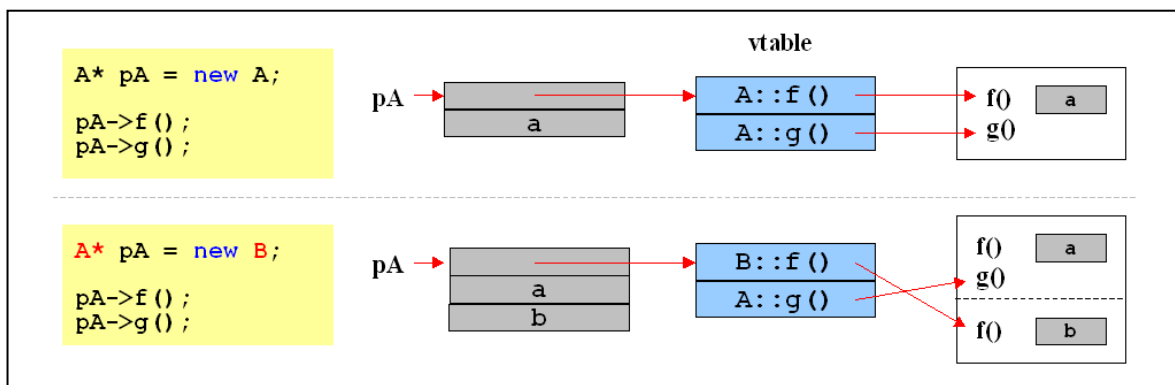 vtable
A* pA = new A;
pA->f();
pA->g();
pA
a
A::f()
A::g()
f() a
g()
A* pA = new B;
pA->f();
pA->g();
pA
a
b
B::f()
A::g()
f() a
g()
f() b